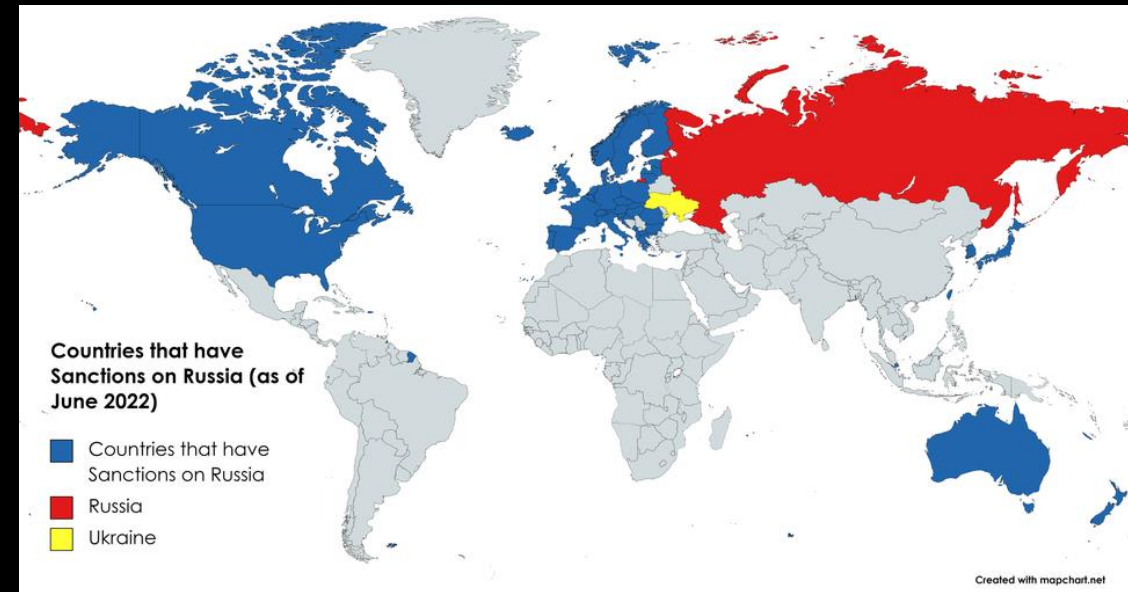 Countries that have
Sanctions on Russia (as of
June 2022)
Countries that have
Sanctions on Russia
Russia
Ukraine
Created with mapchart.net